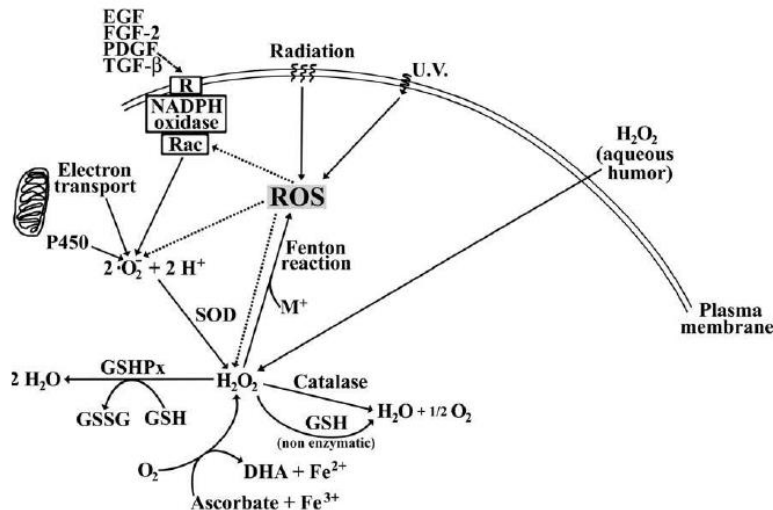 EGF
FGF-2
PDGF
TGF-β
R
NADPH
oxidase
Rac
Radiation
U.V.
H₂O₂
(aqueous
humor)
Electron
transport
P450
ROS
2 ·O₂⁻ + 2 H⁺
Fenton
reaction
M⁺
SOD
Plasma
membrane
2 H₂O
GSHPx
H₂O₂
Catalase
H₂O + 1/2 O₂
GSSG
GSH
GSH
(non enzymatic)
O₂
DHA + Fe²⁺
Ascorbate + Fe³⁺